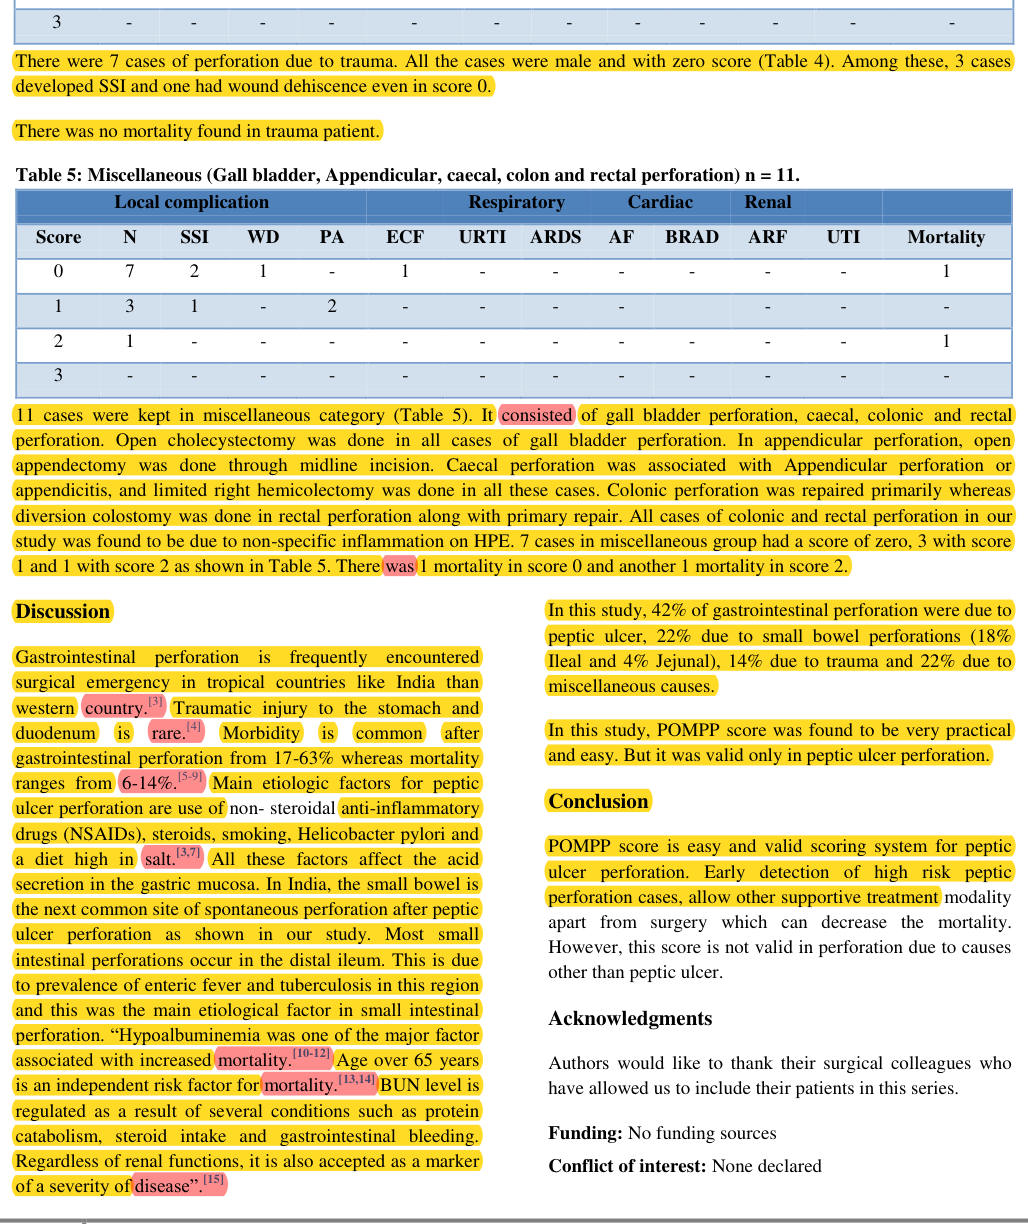 3 - - - - - - - - - - - -
There were 7 cases of perforation due to trauma. All the cases were male and with zero score (Table 4). Among these, 3 cases
developed SSI and one had wound dehiscence even in score 0.
There was no mortality found in trauma patient.
Table 5: Miscellaneous (Gall bladder, Appendicular, caecal, colon and rectal perforation) n = 11.
Local complication Respiratory Cardiac Renal
Score N SSI WD PA ECF URTI ARDS AF BRAD ARF UTI Mortality
0 7 2 1 - 1 - - - - - - 1
1 3 1 - 2 - - - - - - - -
2 1 - - - - - - - - - - 1
3 - - - - - - - - - - - -
11 cases were kept in miscellaneous category (Table 5). It consisted of gall bladder perforation, caecal, colonic and rectal
perforation. Open cholecystectomy was done in all cases of gall bladder perforation. In appendicular perforation, open
appendectomy was done through midline incision. Caecal perforation was associated with Appendicular perforation or
appendicitis, and limited right hemicolectomy was done in all these cases. Colonic perforation was repaired primarily whereas
diversion colostomy was done in rectal perforation along with primary repair. All cases of colonic and rectal perforation in our
study was found to be due to non-specific inflammation on HPE. 7 cases in miscellaneous group had a score of zero, 3 with score
1 and 1 with score 2 as shown in Table 5. There was 1 mortality in score 0 and another 1 mortality in score 2.
Discussion
Gastrointestinal perforation is frequently encountered
surgical emergency in tropical countries like India than
western country.[3] Traumatic injury to the stomach and
duodenum is rare.[4] Morbidity is common after
gastrointestinal perforation from 17-63% whereas mortality
ranges from 6-14%.[5-9] Main etiologic factors for peptic
ulcer perforation are use of non- steroidal anti-inflammatory
drugs (NSAIDs), steroids, smoking, Helicobacter pylori and
a diet high in salt.[3,7] All these factors affect the acid
secretion in the gastric mucosa. In India, the small bowel is
the next common site of spontaneous perforation after peptic
ulcer perforation as shown in our study. Most small
intestinal perforations occur in the distal ileum. This is due
to prevalence of enteric fever and tuberculosis in this region
and this was the main etiological factor in small intestinal
perforation. “Hypoalbuminemia was one of the major factor
associated with increased mortality.[10-12] Age over 65 years
is an independent risk factor for mortality.[13,14] BUN level is
regulated as a result of several conditions such as protein
catabolism, steroid intake and gastrointestinal bleeding.
Regardless of renal functions, it is also accepted as a marker
of a severity of disease”.[15]
In this study, 42% of gastrointestinal perforation were due to
peptic ulcer, 22% due to small bowel perforations (18%
Ileal and 4% Jejunal), 14% due to trauma and 22% due to
miscellaneous causes.
In this study, POMPP score was found to be very practical
and easy. But it was valid only in peptic ulcer perforation.
Conclusion
POMPP score is easy and valid scoring system for peptic
ulcer perforation. Early detection of high risk peptic
perforation cases, allow other supportive treatment modality
apart from surgery which can decrease the mortality.
However, this score is not valid in perforation due to causes
other than peptic ulcer.
Acknowledgments
Authors would like to thank their surgical colleagues who
have allowed us to include their patients in this series.
Funding: No funding sources
Conflict of interest: None declared